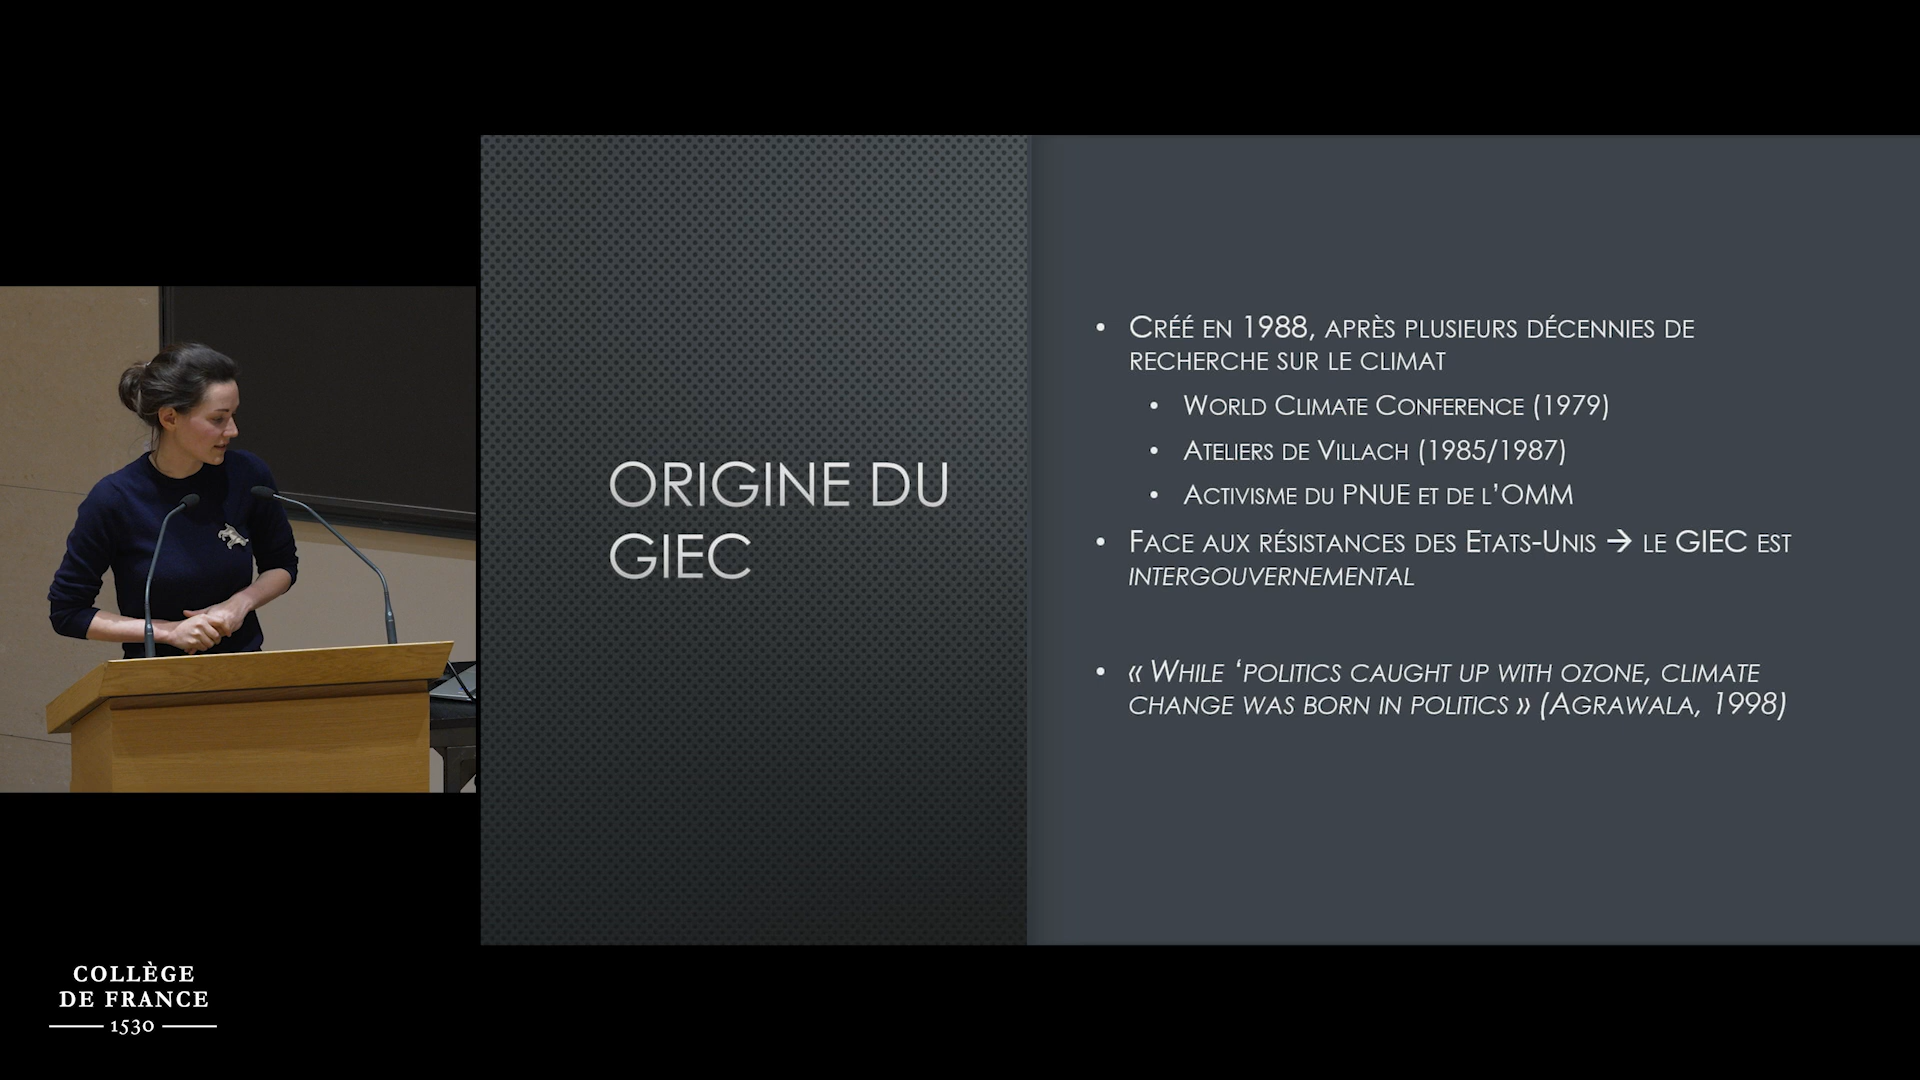 ORIGINE DU
GIEC
• CRÉÉ EN 1988, APRÈS PLUSIEURS DÉCENNIES DE
RECHERCHE SUR LE CLIMAT
• WORLD CLIMATE CONFERENCE (1979)
• ATELIERS DE VILLACH (1985/1987)
• ACTIVISME DU PNUE ET DE L’OMM
• FACE AUX RÉSISTANCES DES ETATS-UNIS → LE GIEC EST
INTERGOUVERNEMENTAL
• « WHILE ‘POLITICS CAUGHT UP WITH OZONE, CLIMATE
CHANGE WAS BORN IN POLITICS » (AGRAWALA, 1998)
COLLÈGE
DE FRANCE
1530